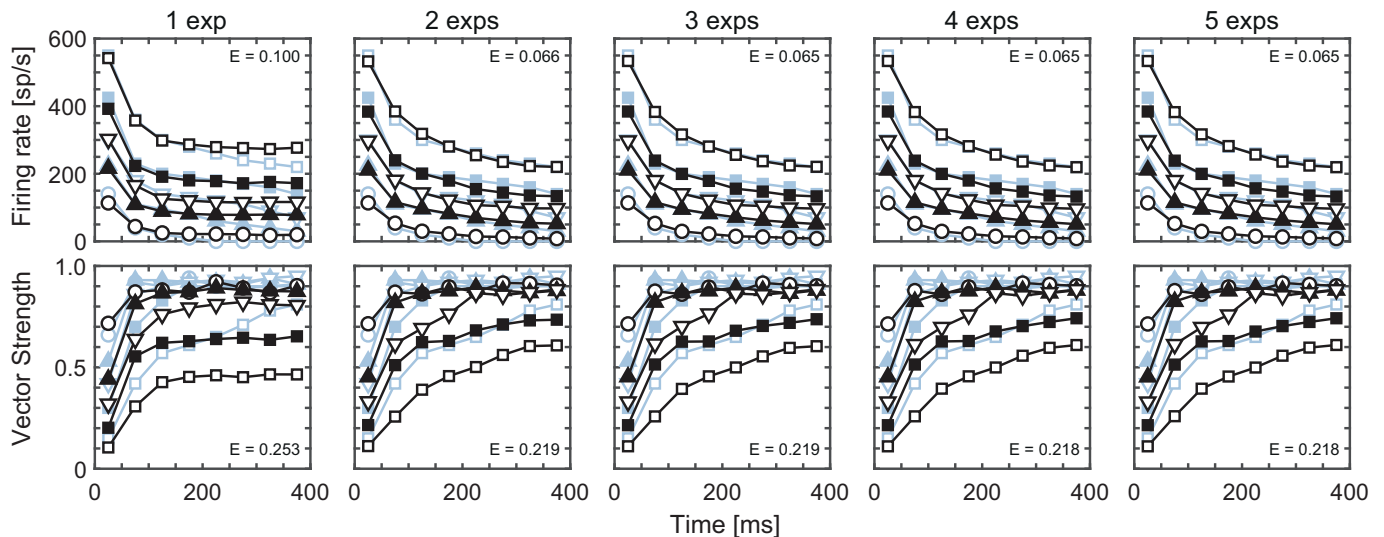 1 exp 2 exps 3 exps 4 exps 5 exps
Firing rate [sp/s]
600
400
200
0
E = 0.100 E = 0.066 E = 0.065 E = 0.065 E = 0.065
Vector Strength
1.0
0.5
0
E = 0.253 E = 0.219 E = 0.219 E = 0.218 E = 0.218
0 200 400 0 200 400 0 200 400 0 200 400 0 200 400
Time [ms]